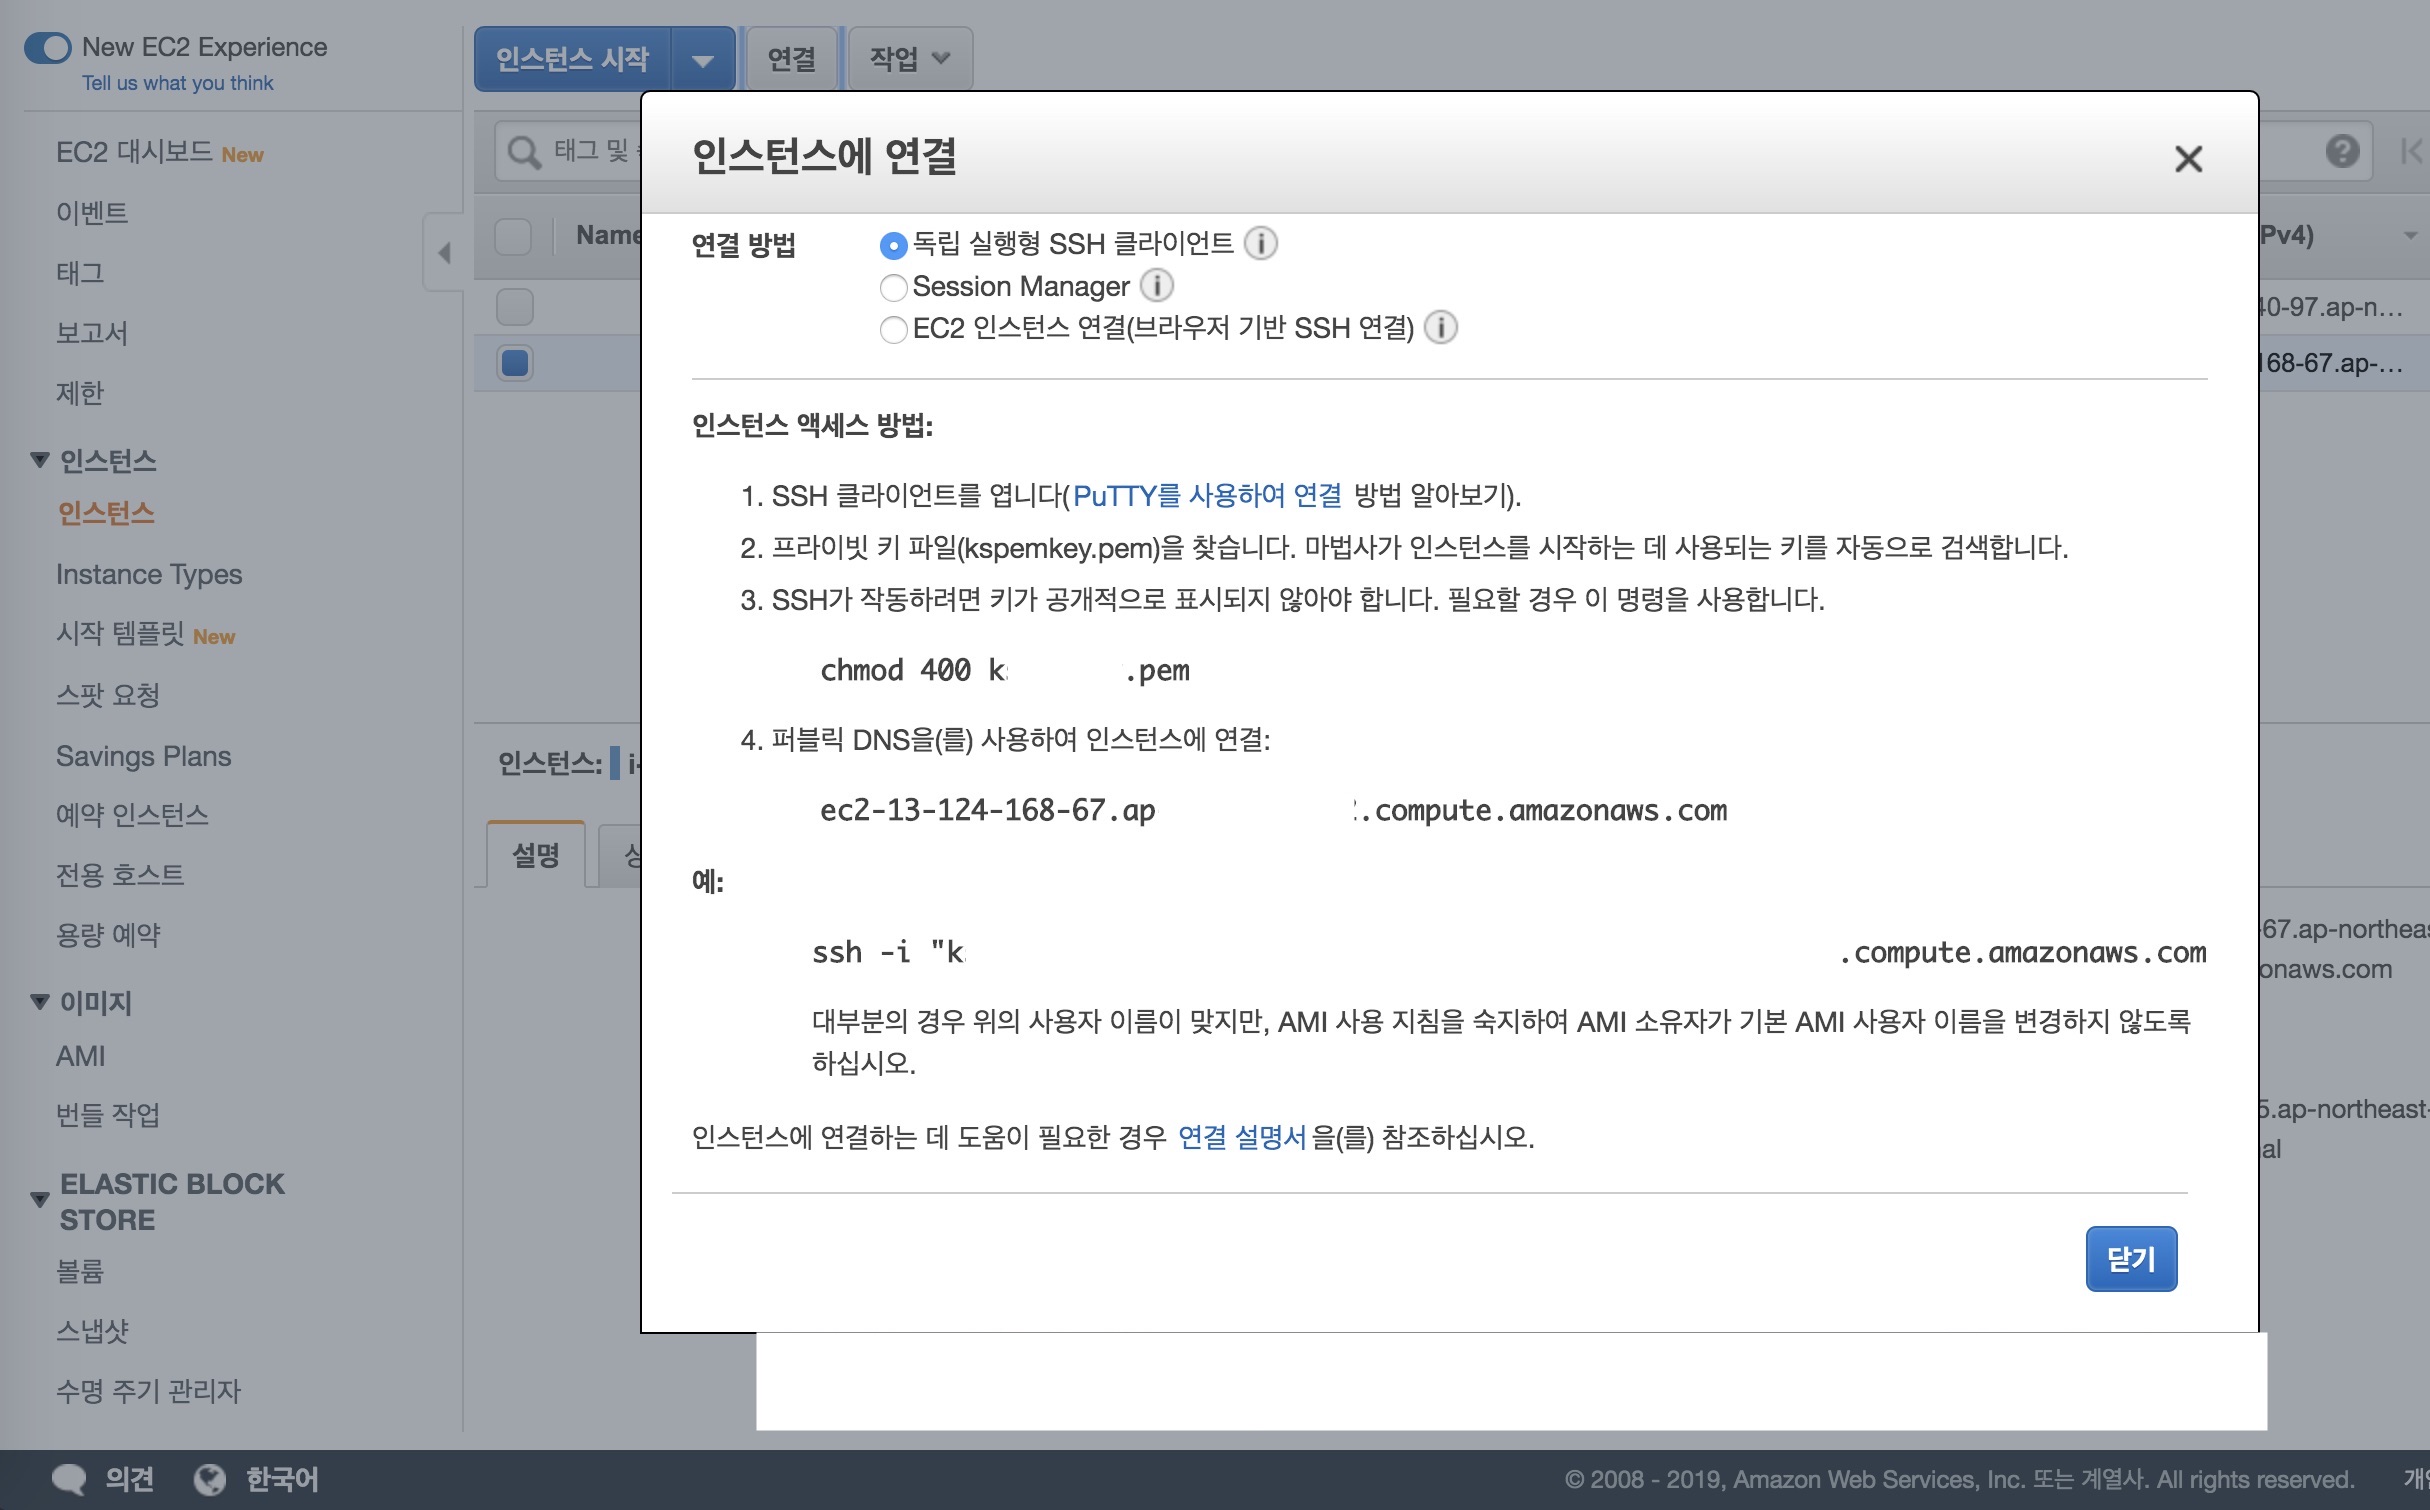 New EC2 Experience
Tell us what you think
EC2 대시보드 New
이벤트
태그
보고서
제한
인스턴스
인스턴스
Instance Types
시작 템플릿 New
스팟 요청
Savings Plans
예약 인스턴스
전용 호스트
용량 예약
이미지
AMI
번들 작업
ELASTIC BLOCK
STORE
볼륨
스냅샷
수명 주기 관리자
인스턴스 시작
연결
작업
태그 및
Name
Pv4)
40-97.ap-n...
168-67.ap-...
인스턴스: i-
설명
67.ap-northeas
onaws.com
5.ap-northeast-
al
인스턴스에 연결
연결 방법
독립 실행형 SSH 클라이언트
Session Manager
EC2 인스턴스 연결(브라우저 기반 SSH 연결)
인스턴스 액세스 방법:
1. SSH 클라이언트를 엽니다(PuTTY를 사용하여 연결 방법 알아보기).
2. 프라이빗 키 파일(kspemkey.pem)을 찾습니다. 마법사가 인스턴스를 시작하는 데 사용되는 키를 자동으로 검색합니다.
3. SSH가 작동하려면 키가 공개적으로 표시되지 않아야 합니다. 필요할 경우 이 명령을 사용합니다.
chmod 400 k .pem
4. 퍼블릭 DNS을(를) 사용하여 인스턴스에 연결:
ec2-13-124-168-67.ap .compute.amazonaws.com
예:
ssh -i "k .compute.amazonaws.com
대부분의 경우 위의 사용자 이름이 맞지만, AMI 사용 지침을 숙지하여 AMI 소유자가 기본 AMI 사용자 이름을 변경하지 않도록
하십시오.
인스턴스에 연결하는 데 도움이 필요한 경우 연결 설명서을(를) 참조하십시오.
닫기
의견
한국어
© 2008 - 2019, Amazon Web Services, Inc. 또는 계열사. All rights reserved.